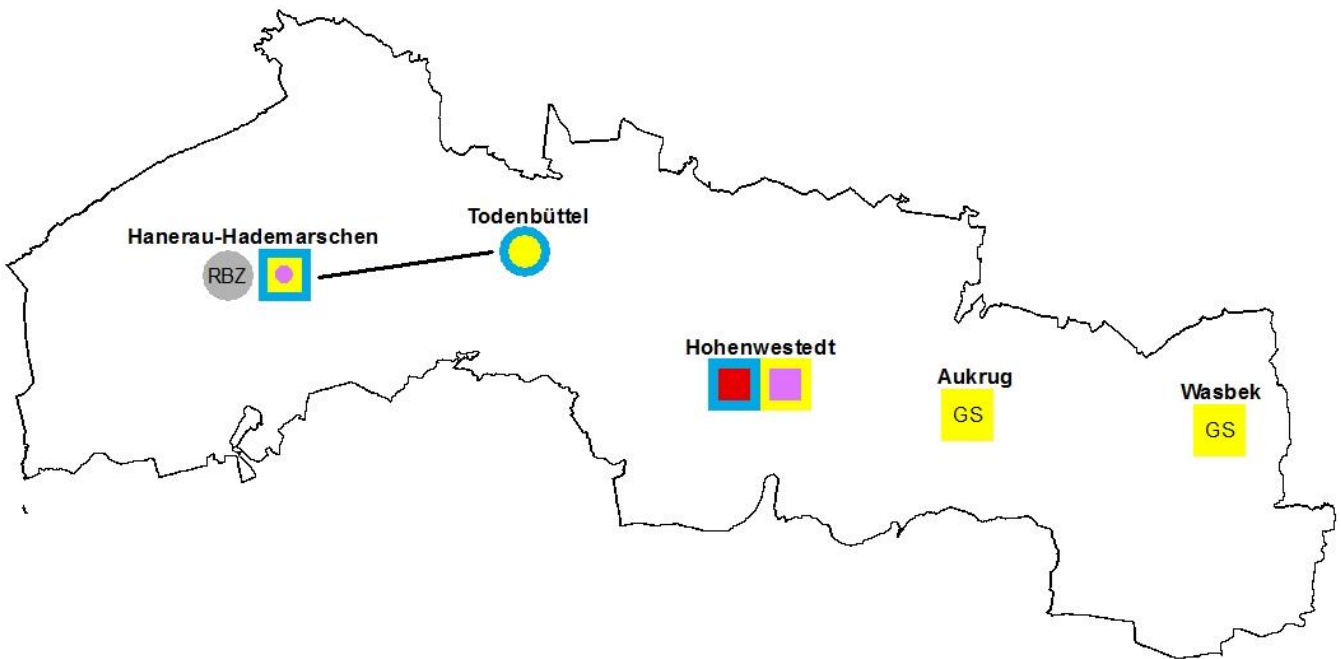 Todenbüttel
Hanerau-Hademarschen
RBZ
Hohenwestedt
Aukrug
GS
Wasbek
GS